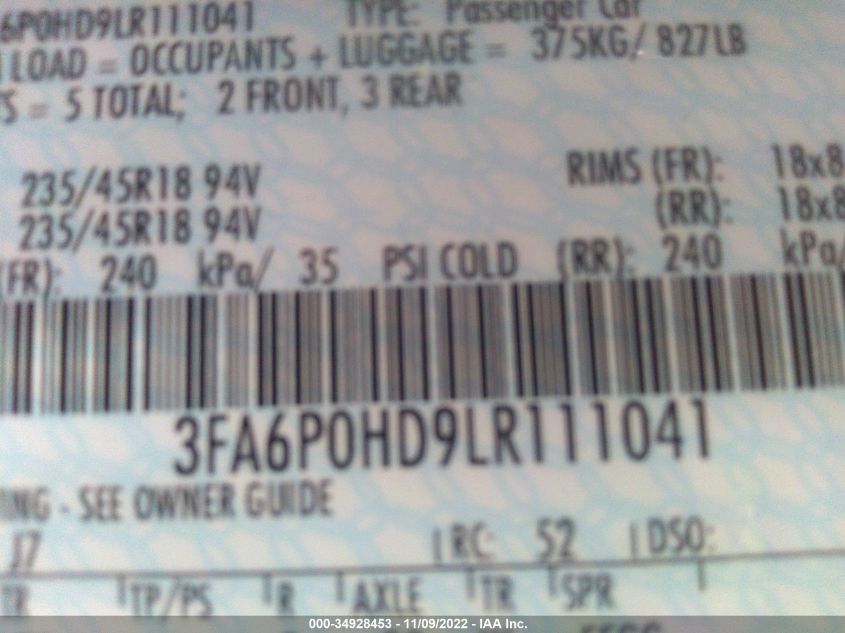 6P0HD9LR111041 TYPE: Passenger Car
LOAD = OCCUPANTS + LUGGAGE = 375KG/ 827LB
= 5 TOTAL; 2 FRONT, 3 REAR
235/45R18 94V RIMS (FR): 18x8
235/45R18 94V (RR): 18x8
(FR): 240 kPa/ 35 PSI COLD (RR): 240 kPa/
3FA6P0HD9LR111041
- SEE OWNER GUIDE
J7 RC: 52 DSO:
TR TP/PS R AXLE TR SPR
000-34928453 - 11/09/2022 - IAA Inc.